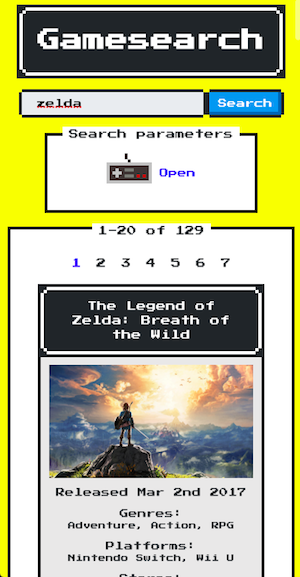 Gamesearch
zelda
Search
Search parameters
Open
1-20 of 129
1 2 3 4 5 6 7
The Legend of
Zelda: Breath of
the Wild
Released Mar 2nd 2017
Genres:
Adventure, Action, RPG
Platforms:
Nintendo Switch, Wii U